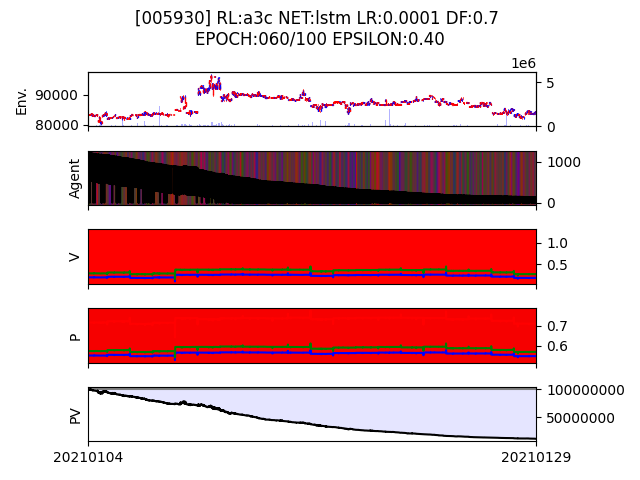 [005930] RL:a3c NET:lstm LR:0.0001 DF:0.7
EPOCH:060/100 EPSILON:0.40
1e6
Env.
90000
80000
5
0
Agent
1000
0
V
1.0
0.5
P
0.7
0.6
PV
100000000
50000000
20210104
20210129